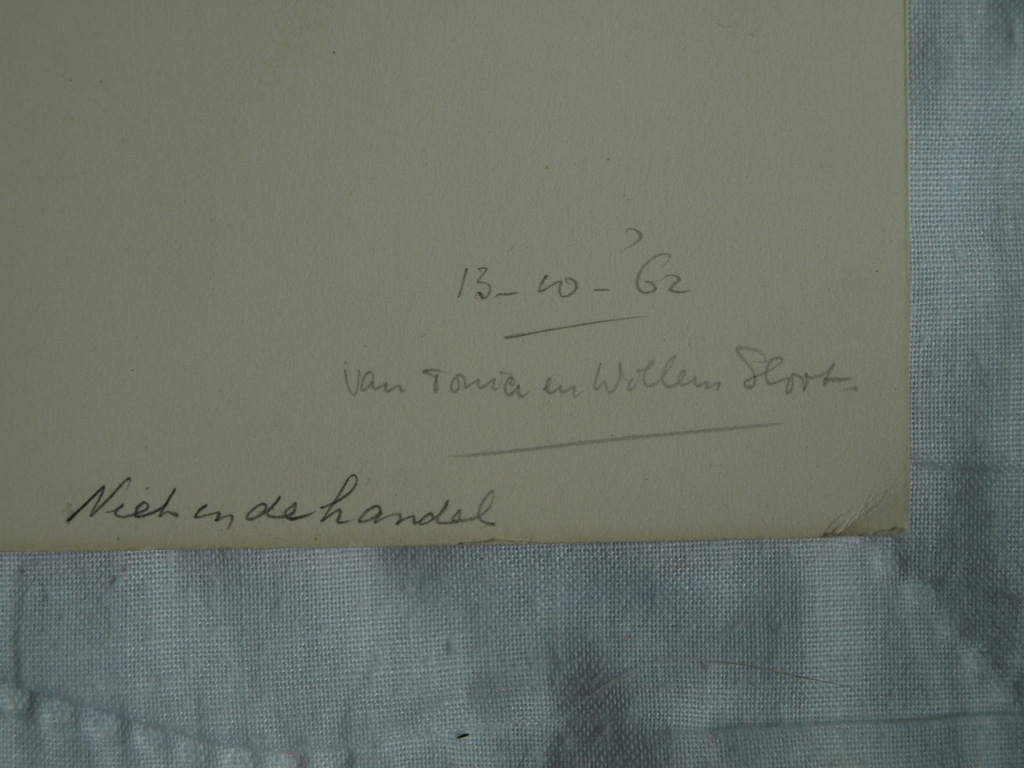 13-10-'62
van Tonia en Willem Sloot
Niet in de handel